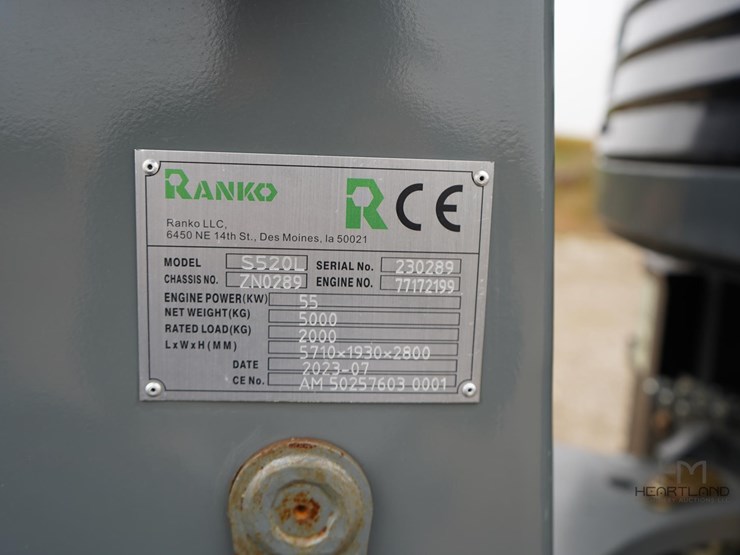 RANKO R CE
Ranko LLC,
6450 NE 14th St., Des Moines, Ia 50021
MODEL S520L SERIAL No. 230289
CHASSIS NO. ZN0289 ENGINE NO. 77172199
ENGINE POWER(KW) 55
NET WEIGHT(KG) 5000
RATED LOAD(KG) 2000
LxWxH(MM) 5710×1930×2800
DATE 2023-07
CE No. AM 50257603 0001
HEARTLAND